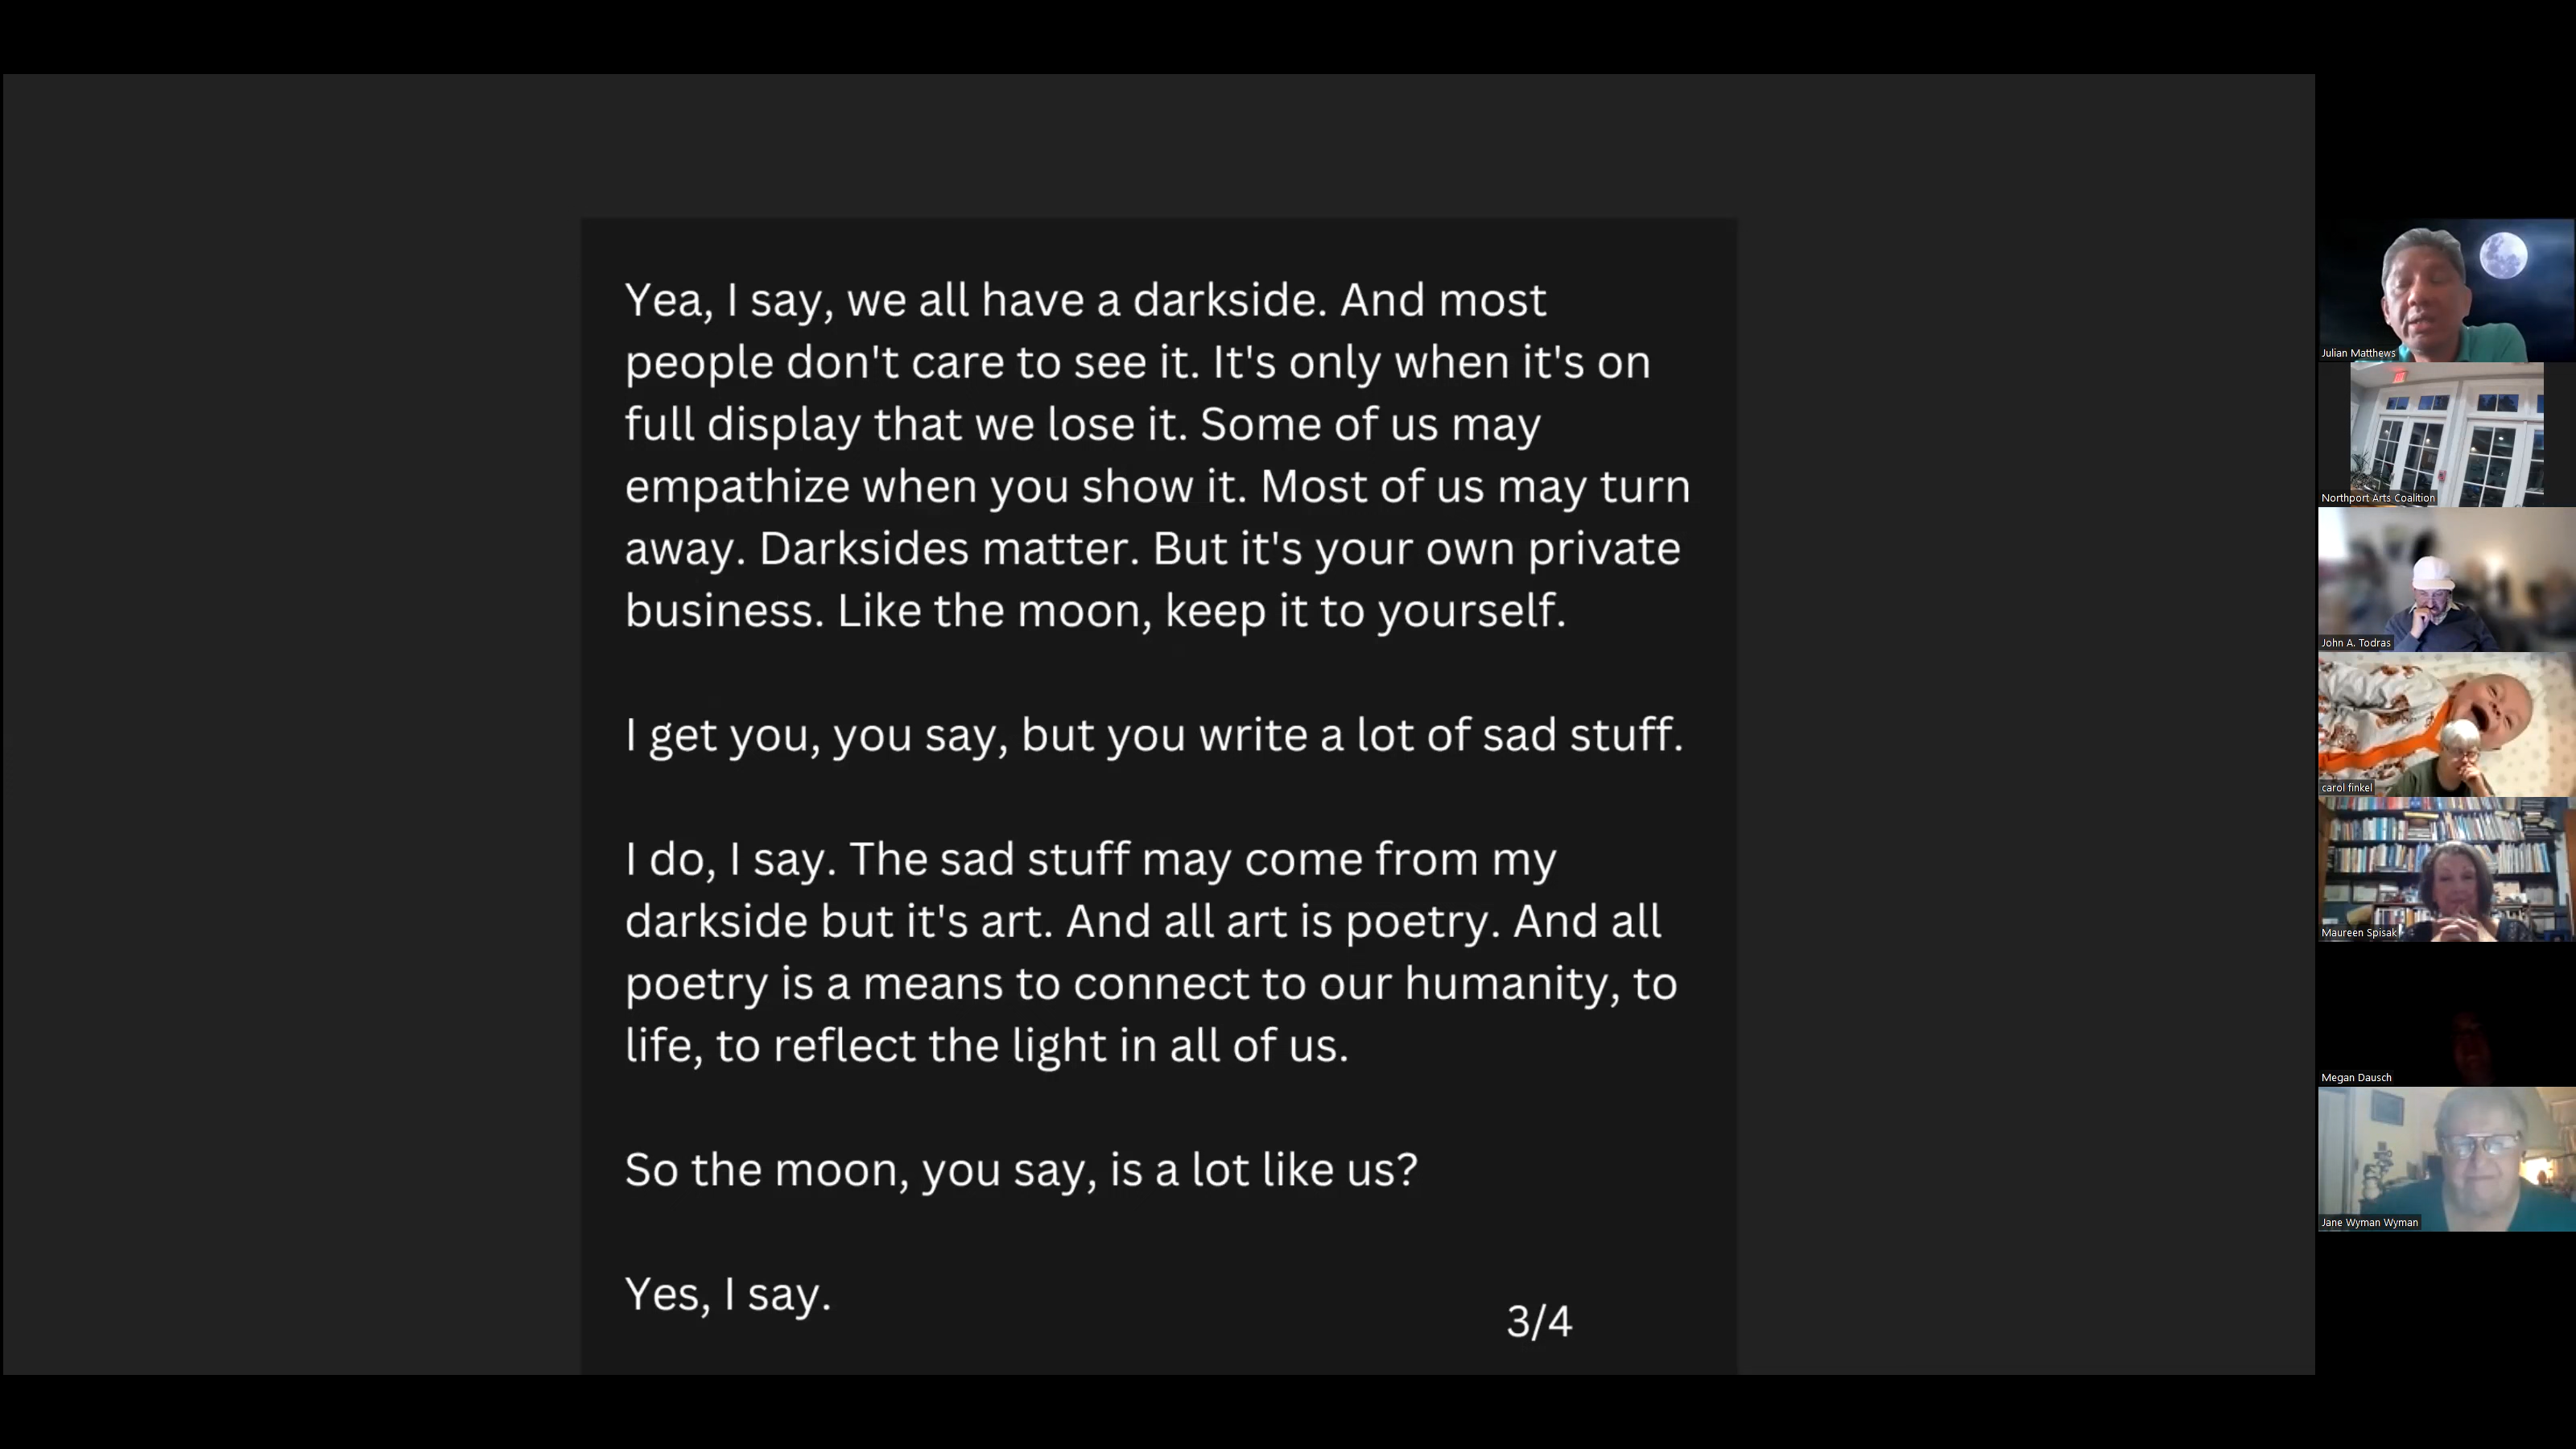 Yea, I say, we all have a darkside. And most
people don't care to see it. It's only when it's on
full display that we lose it. Some of us may
empathize when you show it. Most of us may turn
away. Darksides matter. But it's your own private
business. Like the moon, keep it to yourself.
I get you, you say, but you write a lot of sad stuff.
I do, I say. The sad stuff may come from my
darkside but it's art. And all art is poetry. And all
poetry is a means to connect to our humanity, to
life, to reflect the light in all of us.
So the moon, you say, is a lot like us?
Yes, I say.
3/4
Julian Matthews
Northport Arts Coalition
John A. Todras
carol finkel
Maureen Spisak
Megan Dausch
Jane Wyman Wyman